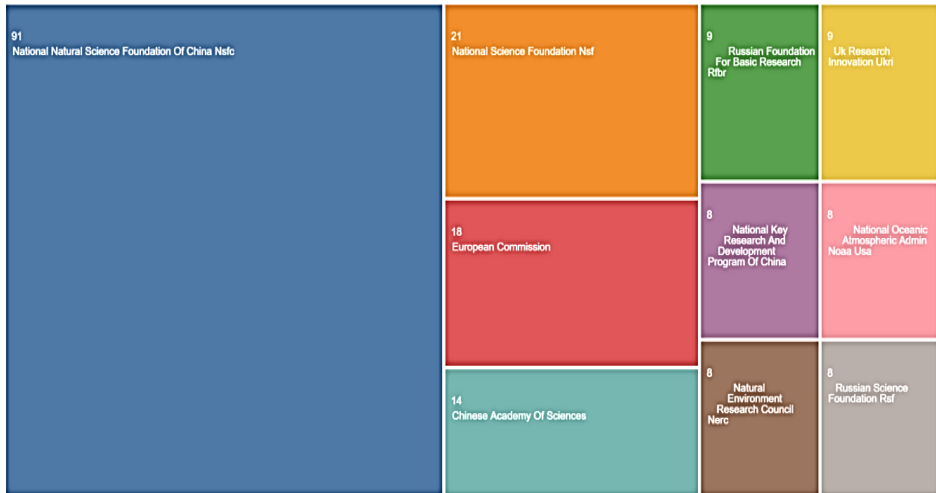 91
National Natural Science Foundation Of China Nsfc
21
National Science Foundation Nsf
18
European Commission
14
Chinese Academy Of Sciences
9
Russian Foundation
For Basic Research
Rfbr
9
Uk Research
Innovation Ukri
8
National Key
Research And
Development
Program Of China
8
National Oceanic
Atmospheric Admin
Noaa Usa
8
Natural
Environment
Research Council
Nerc
8
Russian Science
Foundation Rsf